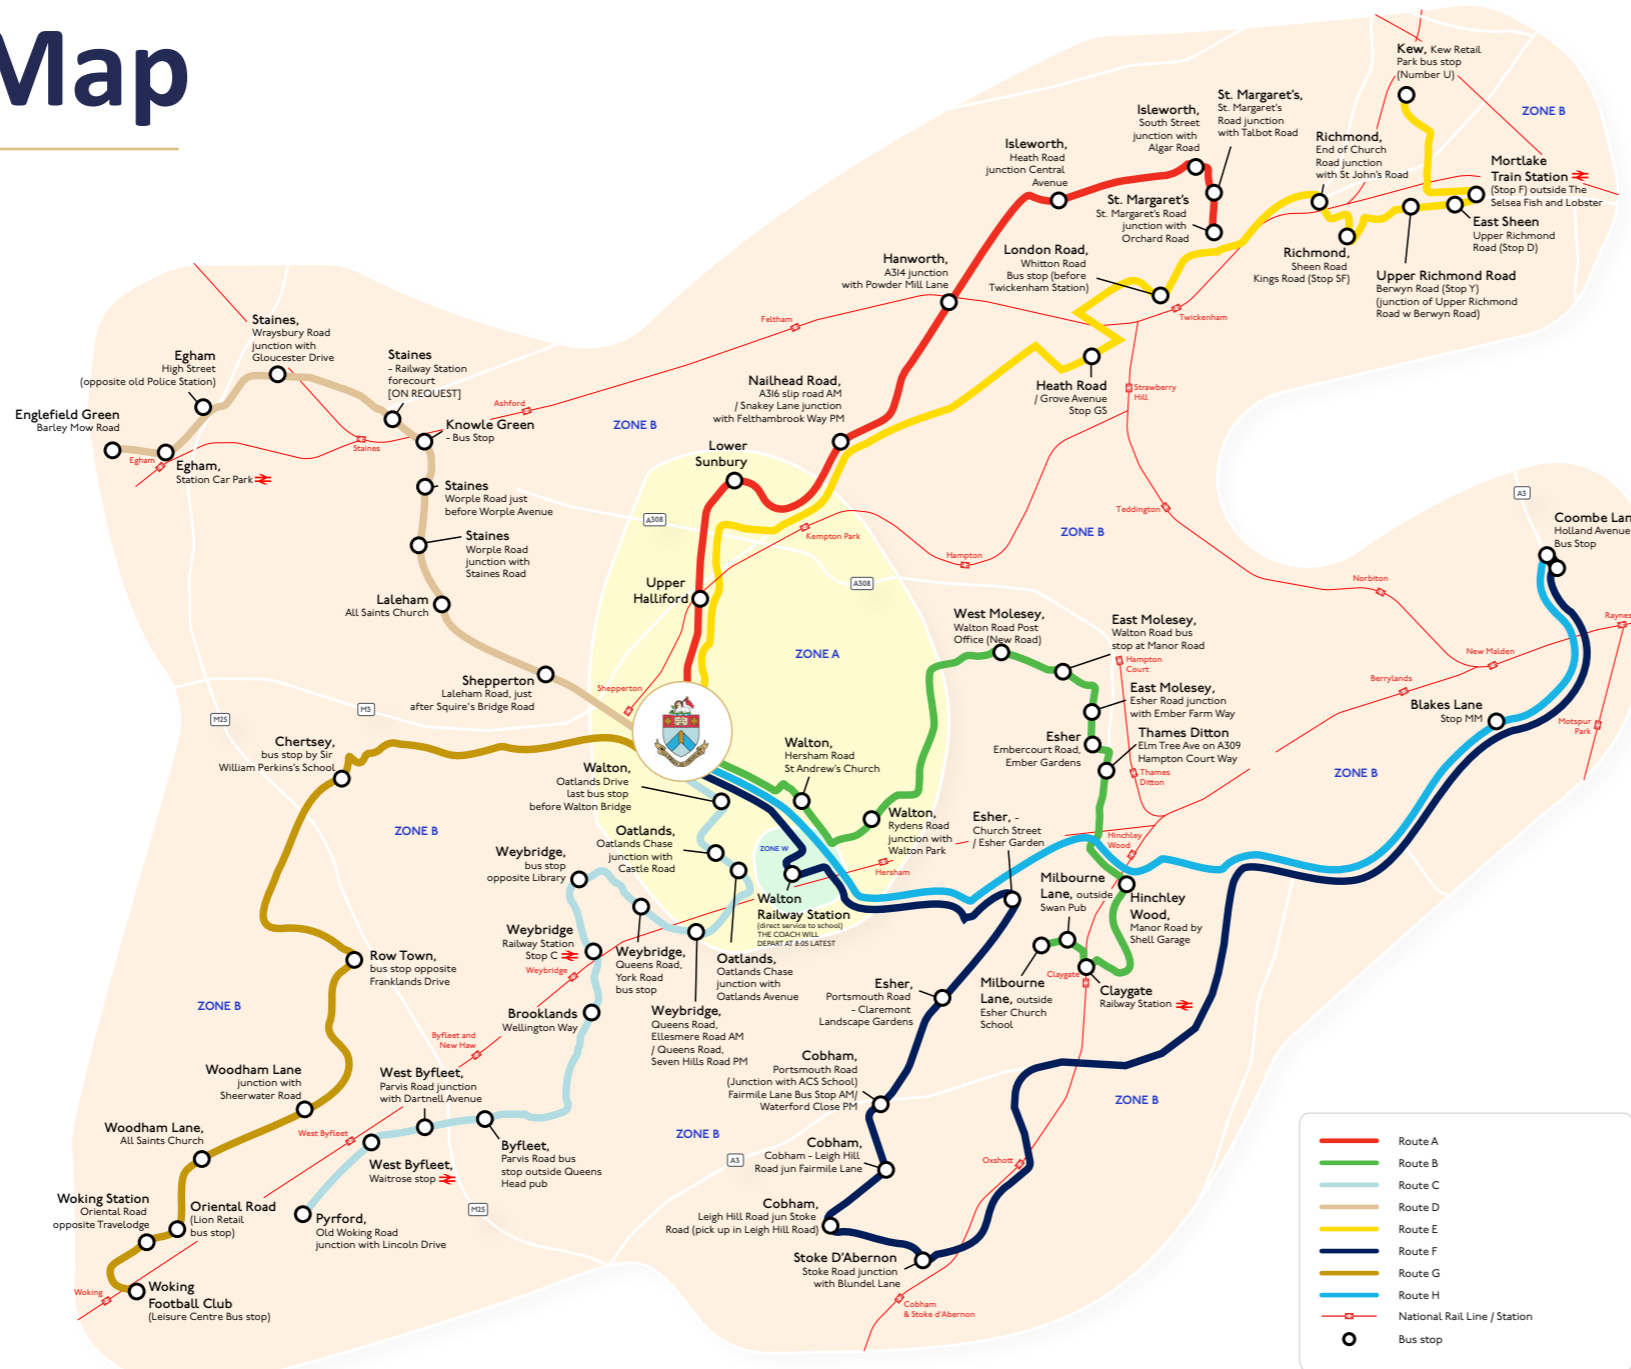 Map
Kew, Kew Retail
Park bus stop
(Number U)
ZONE B
St. Margaret's,
St. Margaret's
Road junction
with Talbot Road
Isleworth,
South Street
junction with
Algar Road
Richmond,
End of Church
Road junction
with St John's Road
Isleworth,
Heath Road
junction Central
Avenue
Mortlake
Train Station
(Stop F) outside The
Selsea Fish and Lobster
St. Margaret's
St. Margaret's Road
junction with
Orchard Road
East Sheen
Upper Richmond
Road (Stop D)
London Road,
Whitton Road
Bus stop (before
Twickenham Station)
Richmond,
Sheen Road
Kings Road (Stop SF)
Hanworth,
A314 junction
with Powder Mill Lane
Upper Richmond Road
Berwyn Road (Stop Y)
(junction of Upper Richmond
Road w Berwyn Road)
Feltham
Twickenham
Staines,
Wraysbury Road
junction with
Gloucester Drive
Egham
High Street
(opposite old Police Station)
Staines
- Railway Station
forecourt
[ON REQUEST]
Nailhead Road,
A316 slip road AM
/ Snakey Lane junction
with Felthambrook Way PM
Heath Road
/ Grove Avenue
Stop GS
Strawberry
Hill
Englefield Green
Barley Mow Road
Ashford
Knowle Green
- Bus Stop
ZONE B
Staines
Egham
Egham,
Station Car Park
Lower
Sunbury
Staines
Worple Road just
before Worple Avenue
A3
A308
Teddington
Coombe Lan
Holland Avenue
Bus Stop
Staines
Worple Road
junction with
Staines Road
Kempton Park
ZONE B
Hampton
Norbiton
Upper
Halliford
A308
Laleham
All Saints Church
West Molesey,
Walton Road Post
Office (New Road)
East Molesey,
Walton Road bus
stop at Manor Road
Raynes
ZONE A
New Malden
Hampton
Court
Shepperton
Laleham Road, just
after Squire's Bridge Road
Shepperton
East Molesey,
Esher Road junction
with Ember Farm Way
Berrylands
Blakes Lane
Stop MM
M25
M3
Motspur
Park
Chertsey,
bus stop by Sir
William Perkins's School
Walton,
Hersham Road
St Andrew's Church
Esher
Embercourt Road,
Ember Gardens
Thames Ditton
Elm Tree Ave on A309
Hampton Court Way
Thames
Ditton
ZONE B
Walton,
Oatlands Drive
last bus stop
before Walton Bridge
Walton,
Rydens Road
junction with
Walton Park
Esher, -
Church Street
/ Esher Garden
ZONE B
Oatlands,
Oatlands Chase
junction with
Castle Road
ZONE W
Hinchley
Wood
Hersham
Weybridge,
bus stop
opposite Library
Milbourne
Lane, outside
Swan Pub
Hinchley
Wood,
Manor Road by
Shell Garage
Walton
Railway Station
(direct service to school)
THE COACH WILL
DEPART AT 8:05 LATEST
Weybridge
Railway Station
Stop C
Weybridge
Weybridge,
Queens Road,
York Road
bus stop
Oatlands,
Oatlands Chase
junction with
Oatlands Avenue
Row Town,
bus stop opposite
Franklands Drive
Claygate
Milbourne
Lane, outside
Esher Church
School
Claygate
Railway Station
Esher,
Portsmouth Road
- Claremont
Landscape Gardens
ZONE B
Brooklands
Wellington Way
Weybridge,
Queens Road,
Ellesmere Road AM
/ Queens Road,
Seven Hills Road PM
Byfleet and
New Haw
Cobham,
Portsmouth Road
(Junction with ACS School)
Fairmile Lane Bus Stop AM/
Waterford Close PM
Woodham Lane
junction with
Sheerwater Road
West Byfleet,
Parvis Road junction
with Dartnell Avenue
ZONE B
Woodham Lane,
All Saints Church
West Byfleet
ZONE B
Cobham,
Cobham - Leigh Hill
Road jun Fairmile Lane
Byfleet,
Parvis Road bus
stop outside Queens
Head pub
A3
Oxshott
West Byfleet,
Waitrose stop
Woking Station
Oriental Road
opposite Travelodge
Oriental Road
(Lion Retail
bus stop)
M25
Pyrford,
Old Woking Road
junction with Lincoln Drive
Cobham,
Leigh Hill Road jun Stoke
Road (pick up in Leigh Hill Road)
Stoke D'Abernon
Stoke Road junction
with Blundel Lane
Woking
Woking
Football Club
(Leisure Centre Bus stop)
Cobham
& Stoke d'Abernon
Route A
Route B
Route C
Route D
Route E
Route F
Route G
Route H
National Rail Line / Station
Bus stop